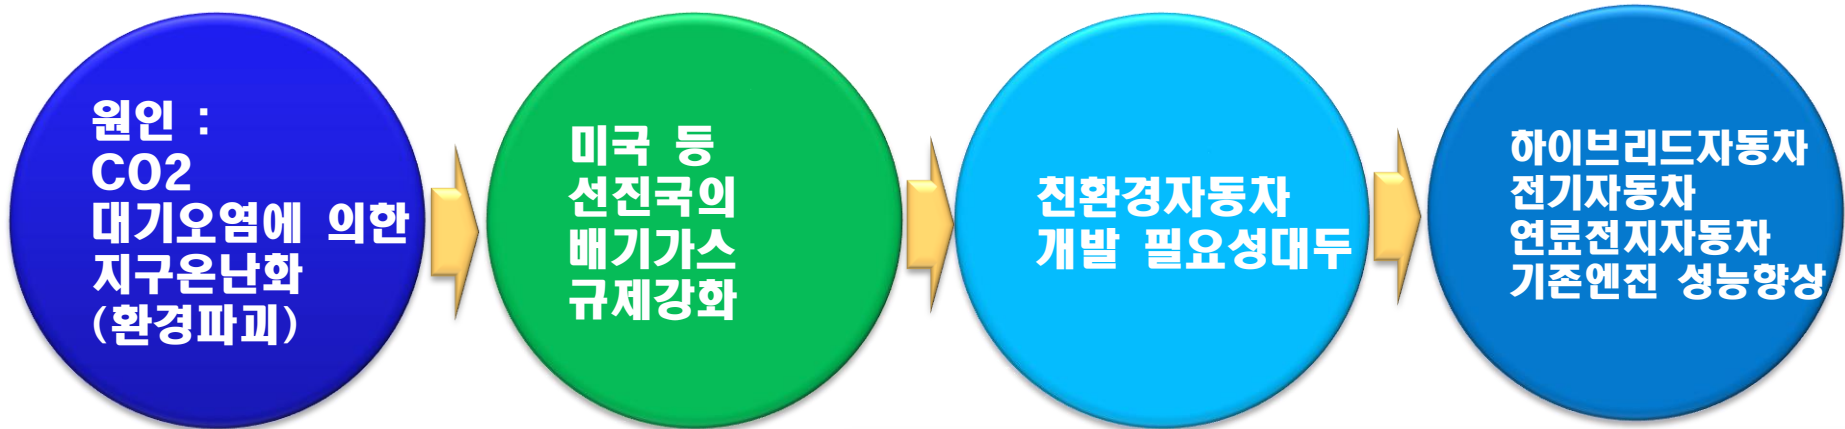 원인 :
CO2
대기오염에 의한
지구온난화
(환경파괴)
미국 등
선진국의
배기가스
규제강화
친환경자동차
개발 필요성대두
하이브리드자동차
전기자동차
연료전지자동차
기존엔진 성능향상